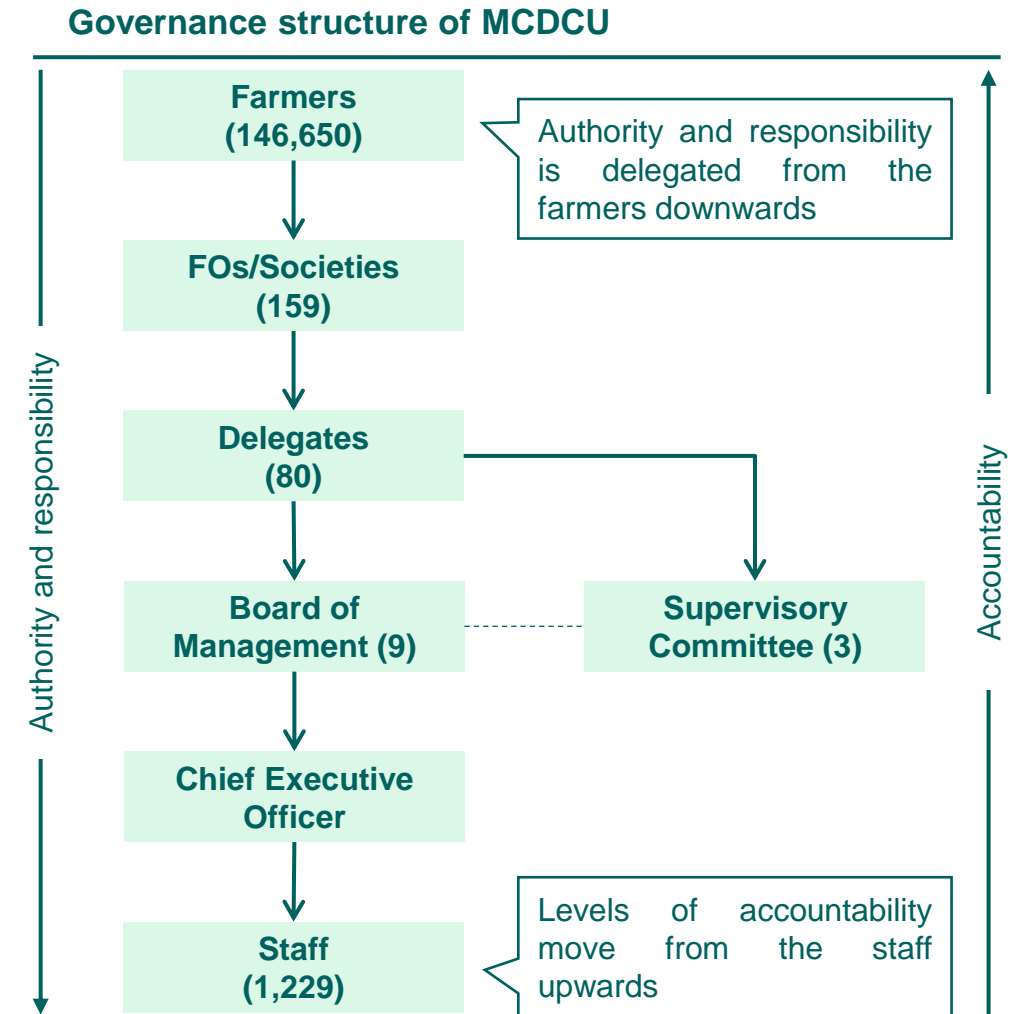 Governance structure of MCDCU
Farmers
(146,650)
Authority and responsibility
is delegated from the
farmers downwards
FOs/Societies
(159)
Authority and responsibility
Delegates
(80)
Accountability
Board of
Management (9)
Supervisory
Committee (3)
Chief Executive
Officer
Staff
(1,229)
Levels of accountability
move from the staff
upwards